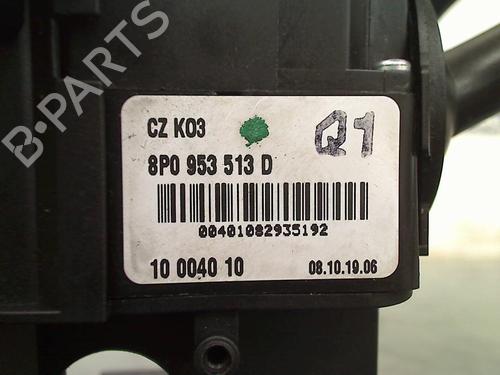 B-PARTS
CZ K03
Q1
8P0 953 513 D
00401082935192
10 0040 10
08.10.19.06